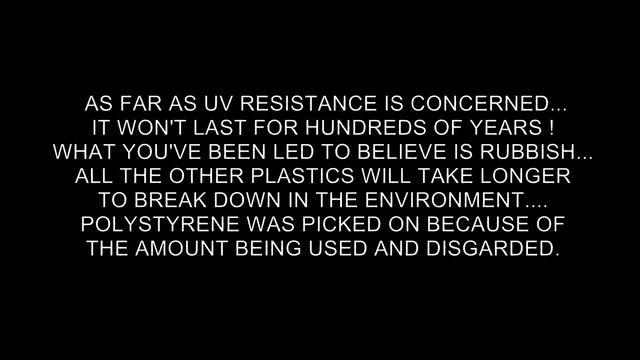 AS FAR AS UV RESISTANCE IS CONCERNED...
IT WON'T LAST FOR HUNDREDS OF YEARS !
WHAT YOU'VE BEEN LED TO BELIEVE IS RUBBISH...
ALL THE OTHER PLASTICS WILL TAKE LONGER
TO BREAK DOWN IN THE ENVIRONMENT....
POLYSTYRENE WAS PICKED ON BECAUSE OF
THE AMOUNT BEING USED AND DISGARDED.